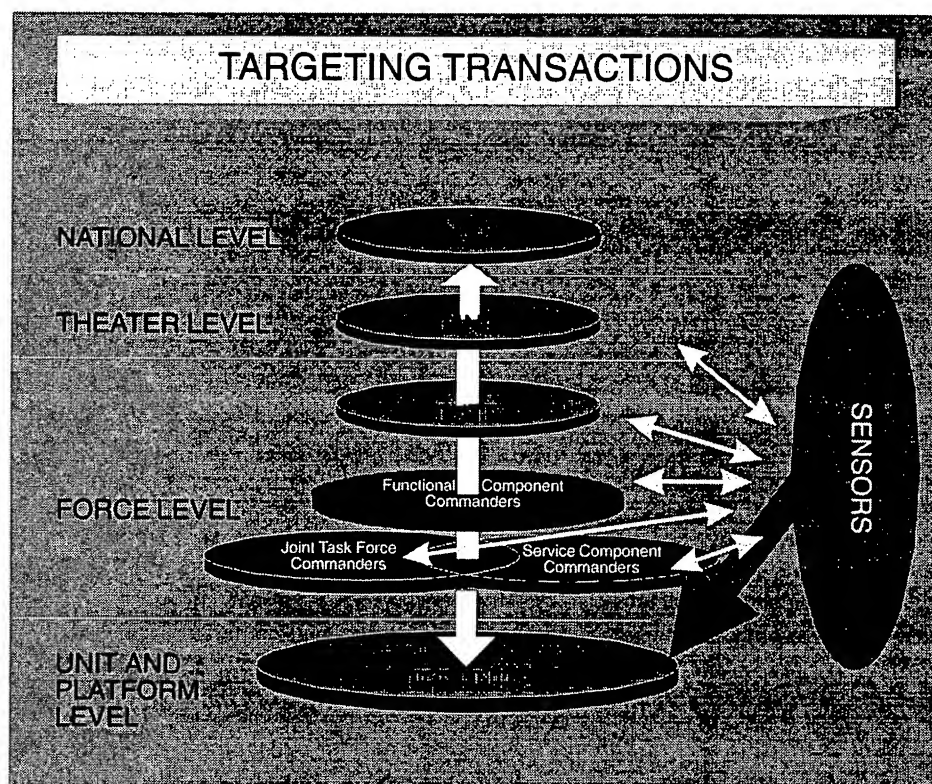 TARGETING TRANSACTIONS
NATIONAL LEVEL
THEATER LEVEL
FORCE LEVEL
Functional Component
Commanders
Joint Task Force
Commanders
Service Component
Commanders
SENSORS
UNIT AND
PLATFORM
LEVEL